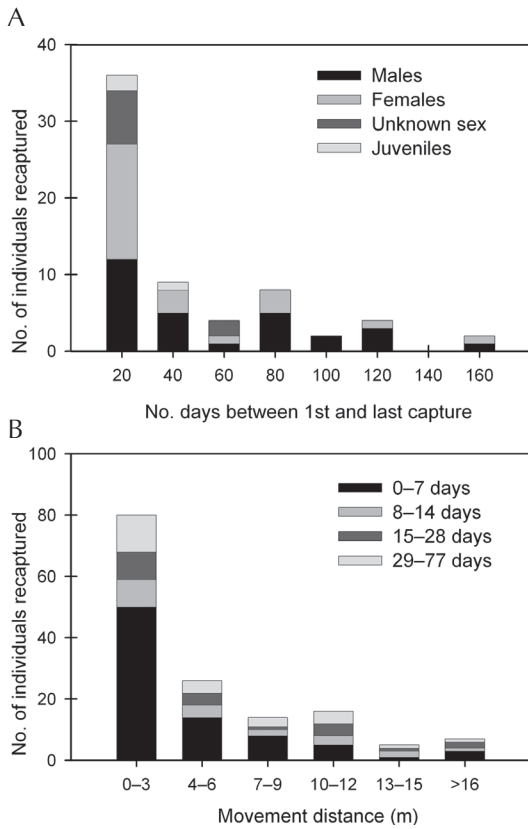 A
40
30
20
10
0
No. of individuals recaptured
Males
Females
Unknown sex
Juveniles
20 40 60 80 100 120 140 160
No. days between 1st and last capture
B
100
80
60
40
20
0
No. of individuals recaptured
0–7 days
8–14 days
15–28 days
29–77 days
0–3 4–6 7–9 10–12 13–15 >16
Movement distance (m)